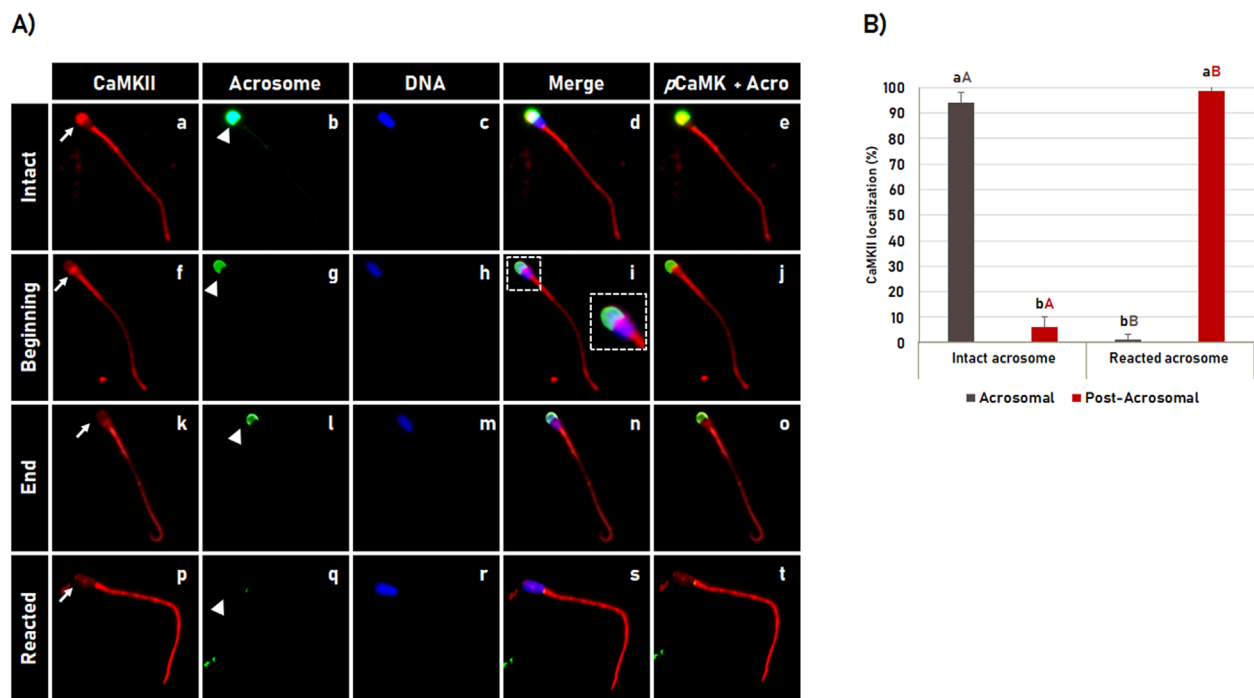 A)
CaMKII Acrosome DNA Merge pCaMK + Acro
Intact a b c d e
Beginning f g h i j
End k l m n o
Reacted p q r s t
B)
aA aB
bA bB
CaMKII localization (%)
100
90
80
70
60
50
40
30
20
10
0
Intact acrosome Reacted acrosome
Acrosomal Post-Acrosomal